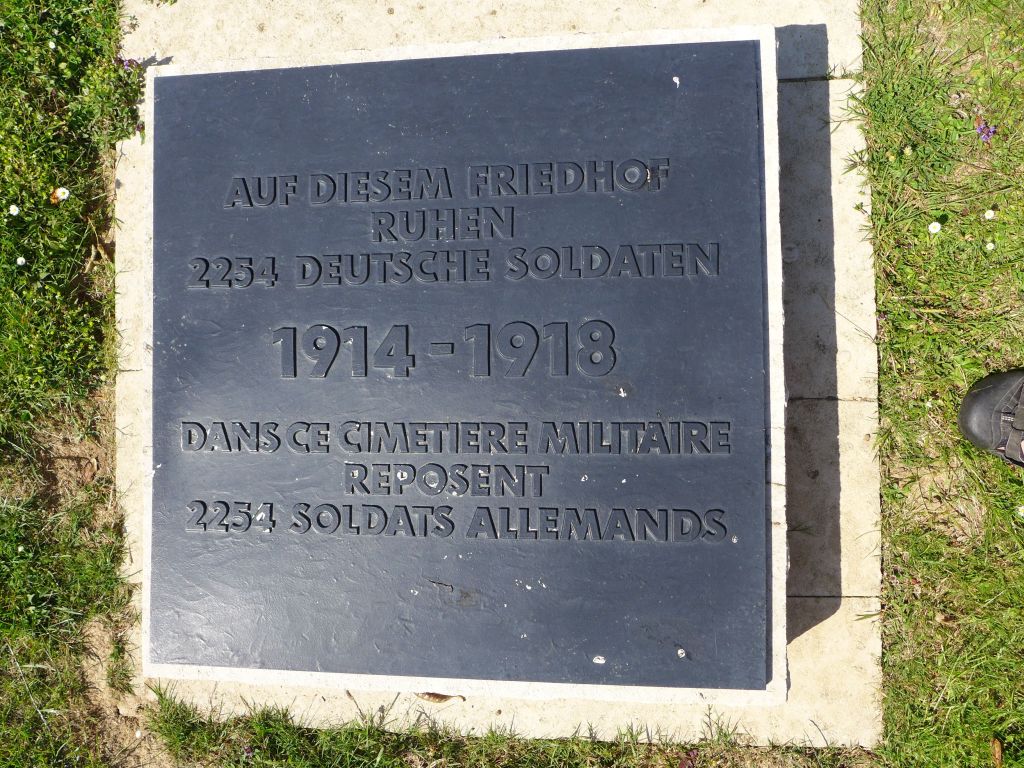 AUF DIESEM FRIEDHOF
RUHEN
2254 DEUTSCHE SOLDATEN
1914-1918
DANS CE CIMETIERE MILITAIRE
REPOSENT
2254 SOLDATS ALLEMANDS